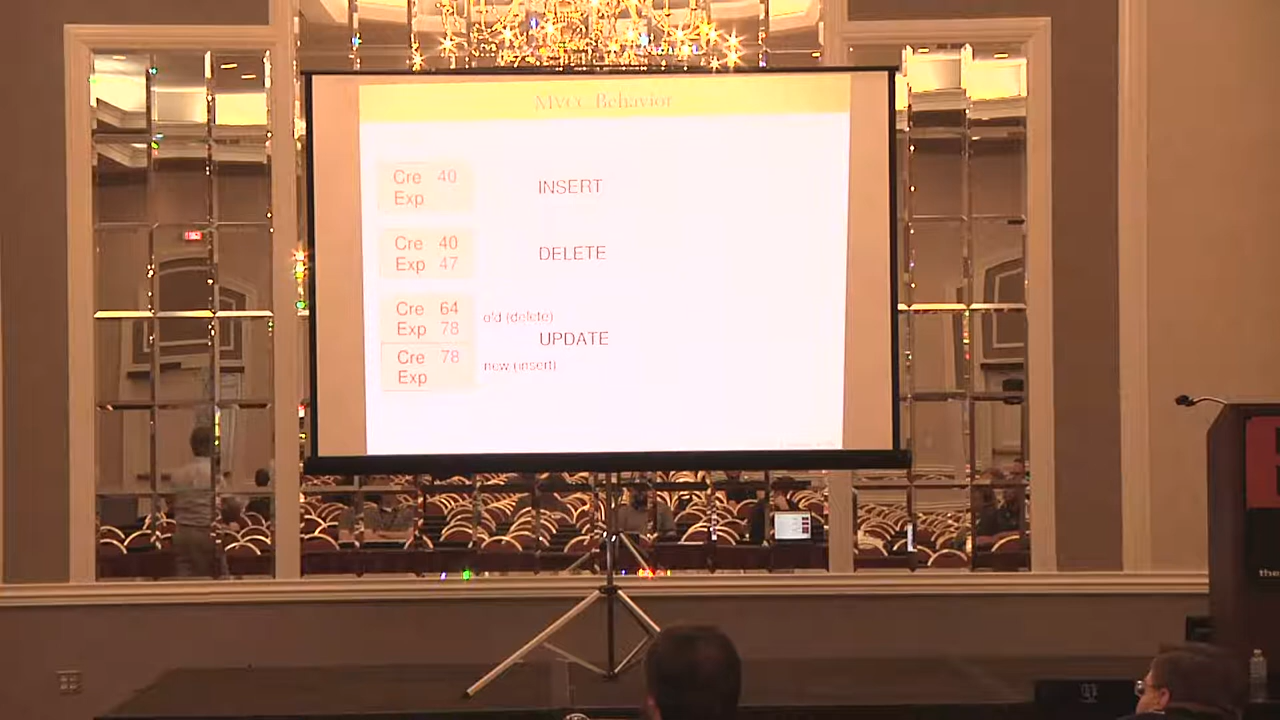 MVCC Behavior
Cre 40
Exp
INSERT
Cre 40
Exp 47
DELETE
Cre 64
Exp 78
old (delete)
UPDATE
Cre 78
Exp
new (insert)
the